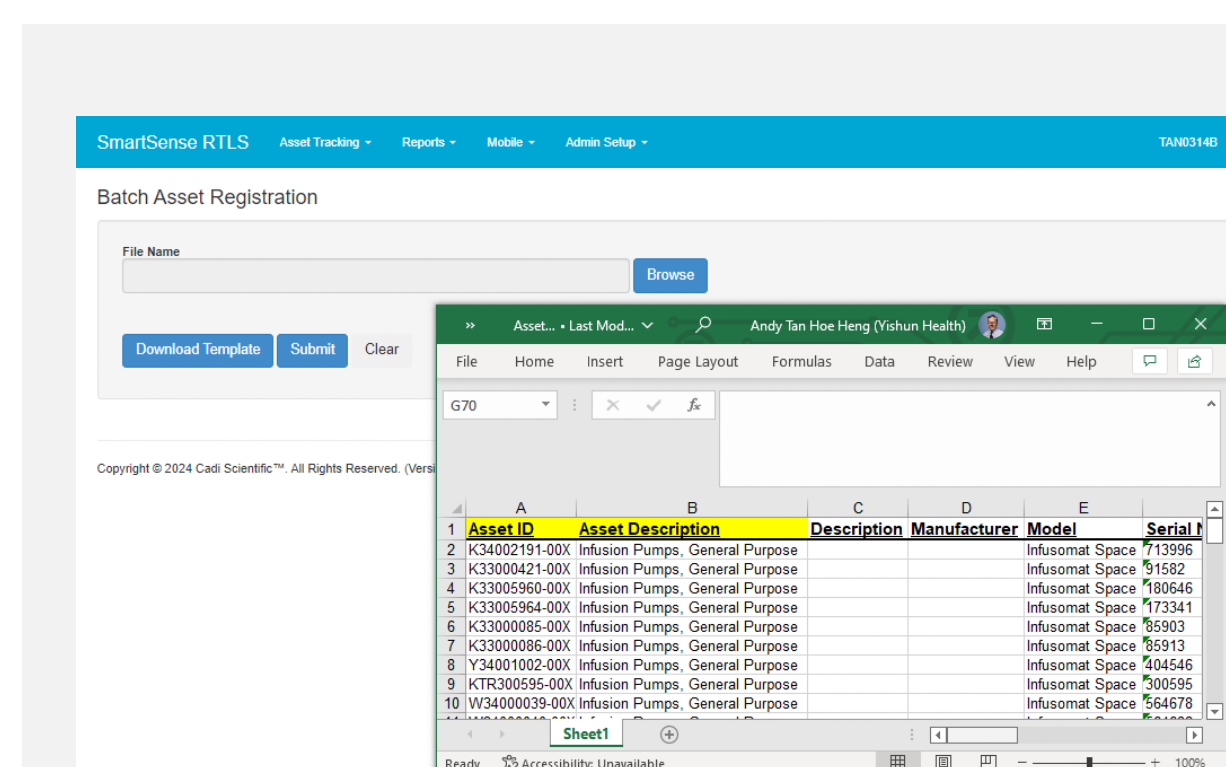 SmartSense RTLS Asset Tracking Reports Mobile Admin Setup TAN0314B
Batch Asset Registration
File Name
Browse
Download Template Submit Clear
Copyright © 2024 Cadi Scientific™. All Rights Reserved.
» Asset... • Last Mod... Andy Tan Hoe Heng (Yishun Health)
File Home Insert Page Layout Formulas Data Review View Help
G70 fx
A B C D E
1 Asset ID Asset Description Description Manufacturer Model Serial
2 K34002191-00X Infusion Pumps, General Purpose Infusomat Space 713996
3 K33000421-00X Infusion Pumps, General Purpose Infusomat Space 91582
4 K33005960-00X Infusion Pumps, General Purpose Infusomat Space 180646
5 K33005964-00X Infusion Pumps, General Purpose Infusomat Space 173341
6 K33000085-00X Infusion Pumps, General Purpose Infusomat Space 85903
7 K33000086-00X Infusion Pumps, General Purpose Infusomat Space 85913
8 Y34001002-00X Infusion Pumps, General Purpose Infusomat Space 404546
9 KTR300595-00X Infusion Pumps, General Purpose Infusomat Space 300595
10 W34000039-00X Infusion Pumps, General Purpose Infusomat Space 564678
Sheet1
Ready Accessibility: Unavailable 100%